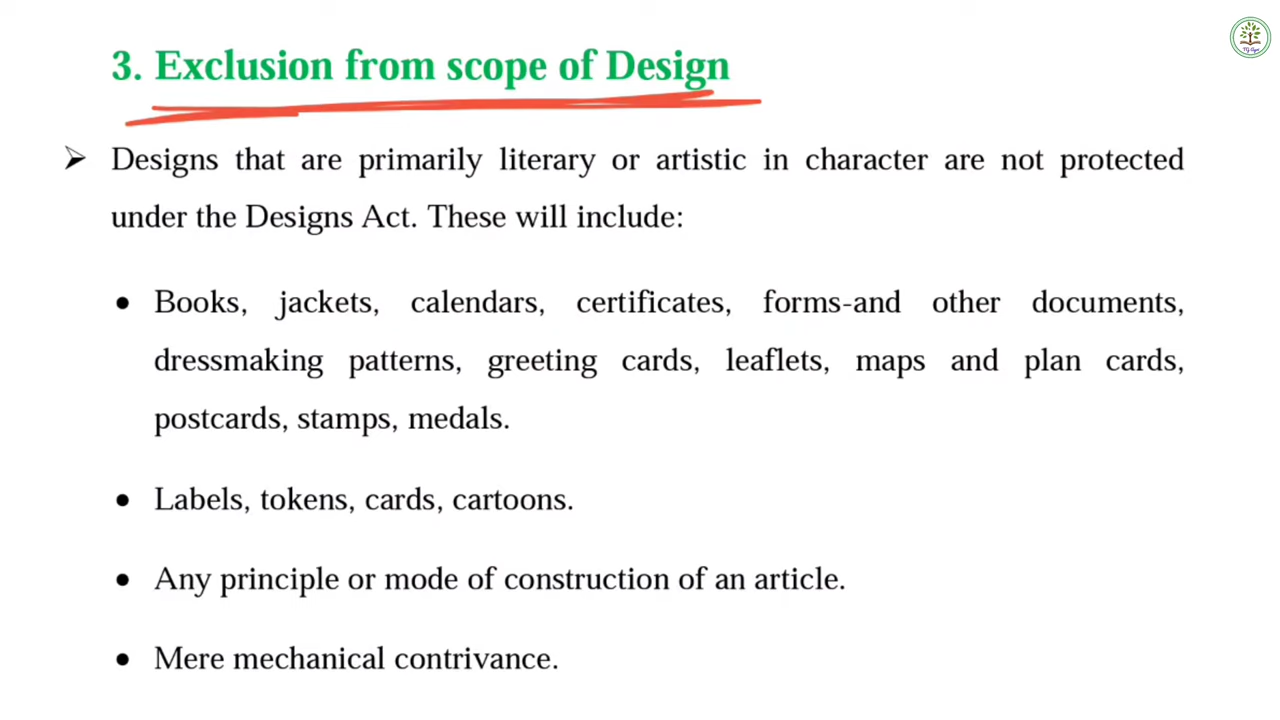 3. Exclusion from scope of Design
➢ Designs that are primarily literary or artistic in character are not protected
under the Designs Act. These will include:
• Books, jackets, calendars, certificates, forms-and other documents,
dressmaking patterns, greeting cards, leaflets, maps and plan cards,
postcards, stamps, medals.
• Labels, tokens, cards, cartoons.
• Any principle or mode of construction of an article.
• Mere mechanical contrivance.